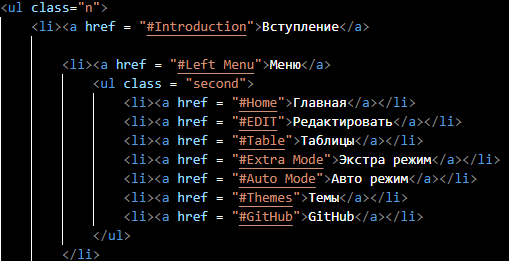 <ul class="n">
<li><a href = "#Introduction">Вступление</a>
<li><a href = "#Left Menu">Меню</a>
<ul class = "second">
<li><a href = "#Home">Главная</a></li>
<li><a href = "#EDIT">Редактировать</a></li>
<li><a href = "#Table">Таблицы</a></li>
<li><a href = "#Extra Mode">Экстра режим</a></li>
<li><a href = "#Auto Mode">Авто режим</a></li>
<li><a href = "#Themes">Темы</a></li>
<li><a href = "#GitHub">GitHub</a></li>
</ul>
</li>